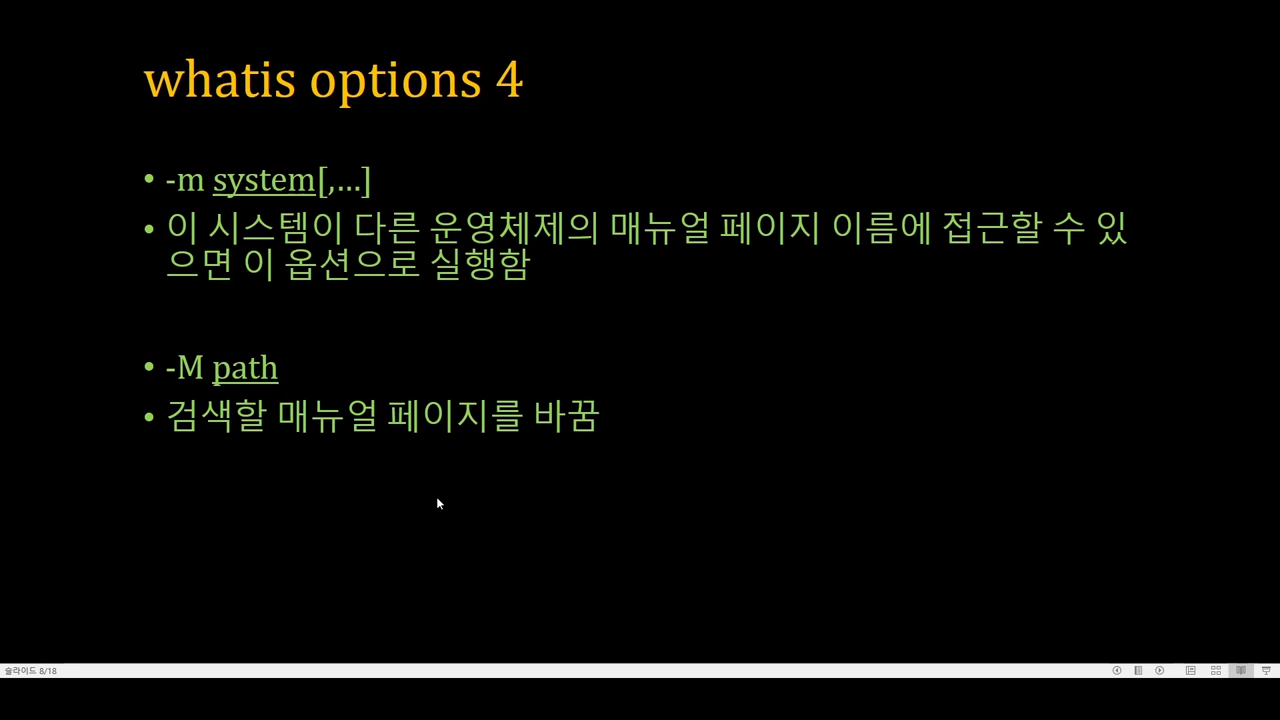 whatis options 4
• -m system[,...]
• 이 시스템이 다른 운영체제의 매뉴얼 페이지 이름에 접근할 수 있
으면 이 옵션으로 실행함
• -M path
• 검색할 매뉴얼 페이지를 바꿈
슬라이드 8/18